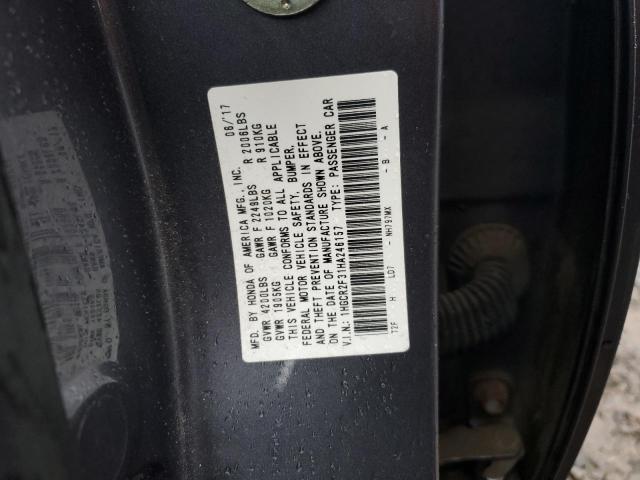 MFD. BY HONDA OF AMERICA MFG., INC. 06/17
GVWR 4200LBS GAWR F 2249LBS R 2006LBS
GVWR 1905KG GAWR F 1020KG R 910KG
THIS VEHICLE CONFORMS TO ALL APPLICABLE
FEDERAL MOTOR VEHICLE SAFETY, BUMPER,
AND THEFT PREVENTION STANDARDS IN EFFECT
ON THE DATE OF MANUFACTURE SHOWN ABOVE.
V.I.N.: 1HGCR2F31HA246157 TYPE: PASSENGER CAR
T2F H LD7 - NH797MX - B - A